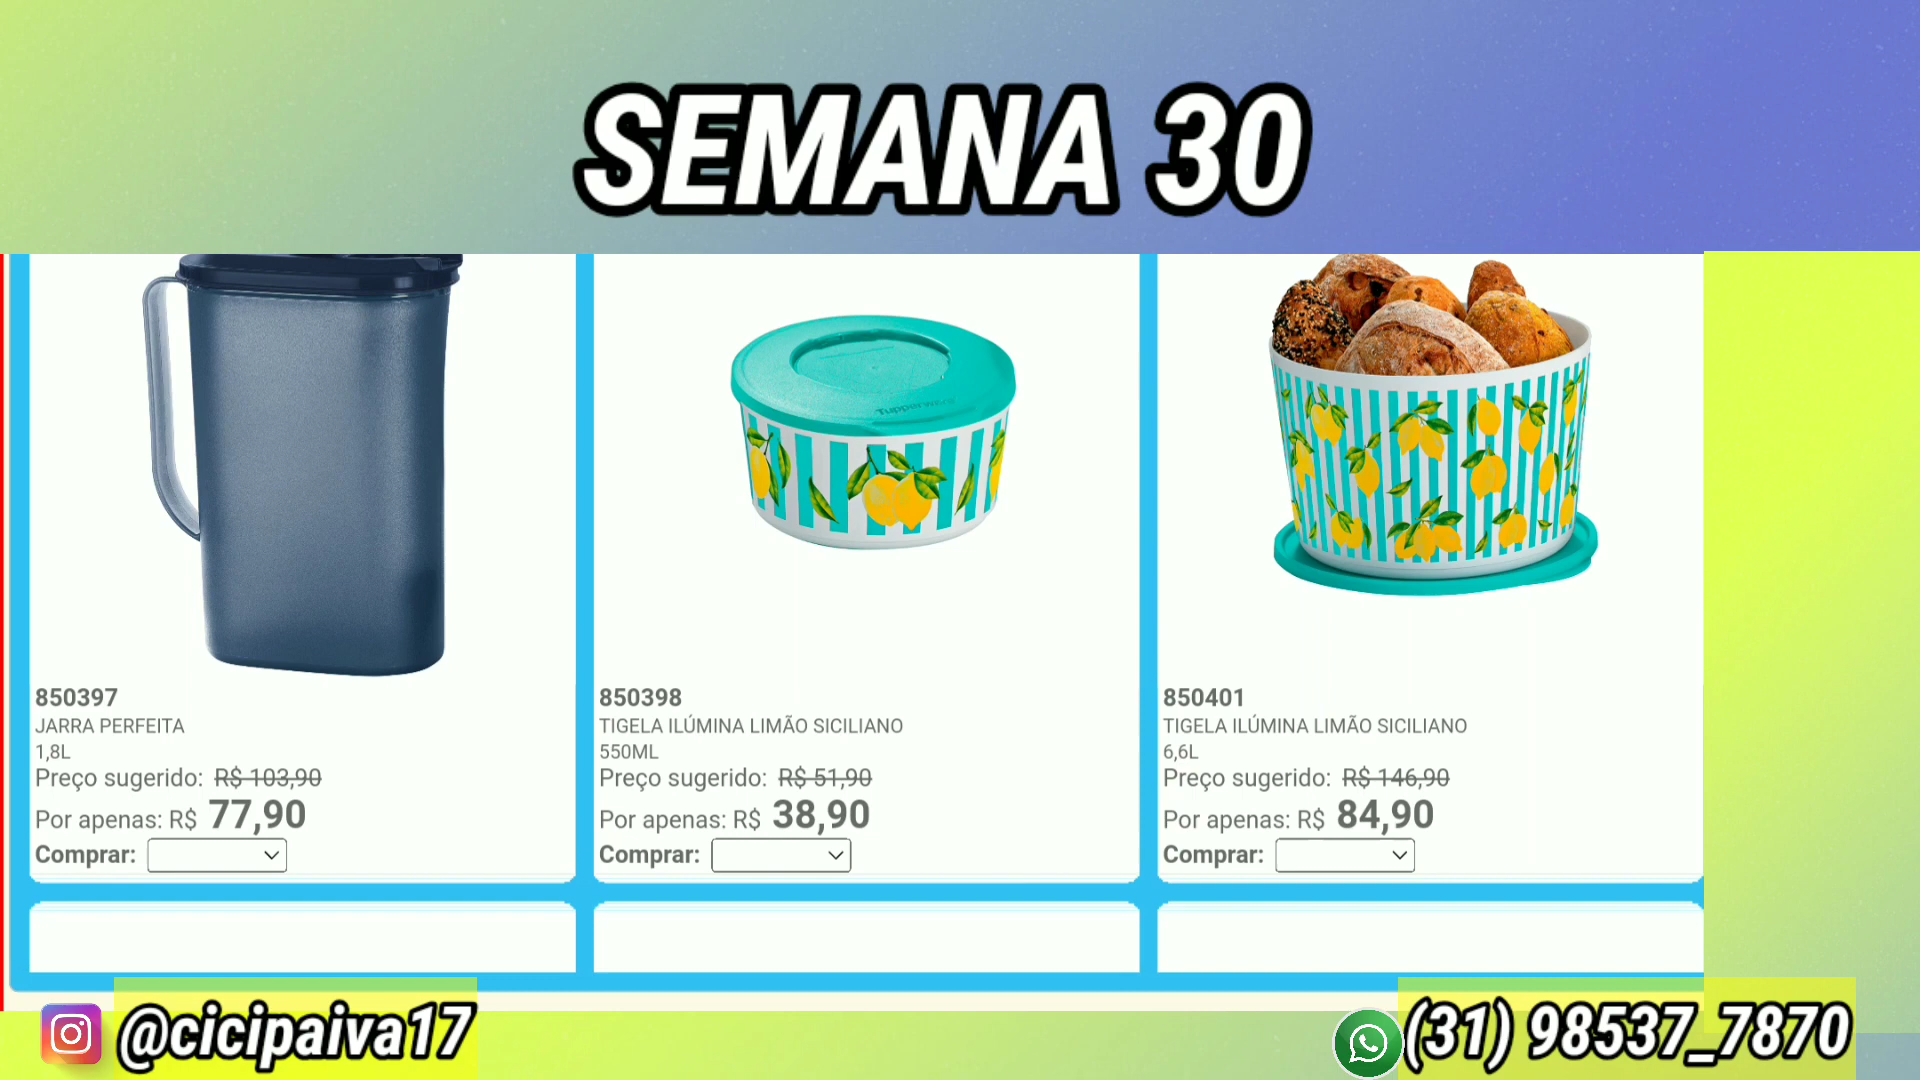 SEMANA 30
Tupperware
850397
JARRA PERFEITA
1,8L
Preço sugerido: R$ 103,90
Por apenas: R$ 77,90
Comprar:
850398
TIGELA ILÚMINA LIMÃO SICILIANO
550ML
Preço sugerido: R$ 51,90
Por apenas: R$ 38,90
Comprar:
850401
TIGELA ILÚMINA LIMÃO SICILIANO
6,6L
Preço sugerido: R$ 146,90
Por apenas: R$ 84,90
Comprar:
@cicipaiva17
(31) 98537_7870